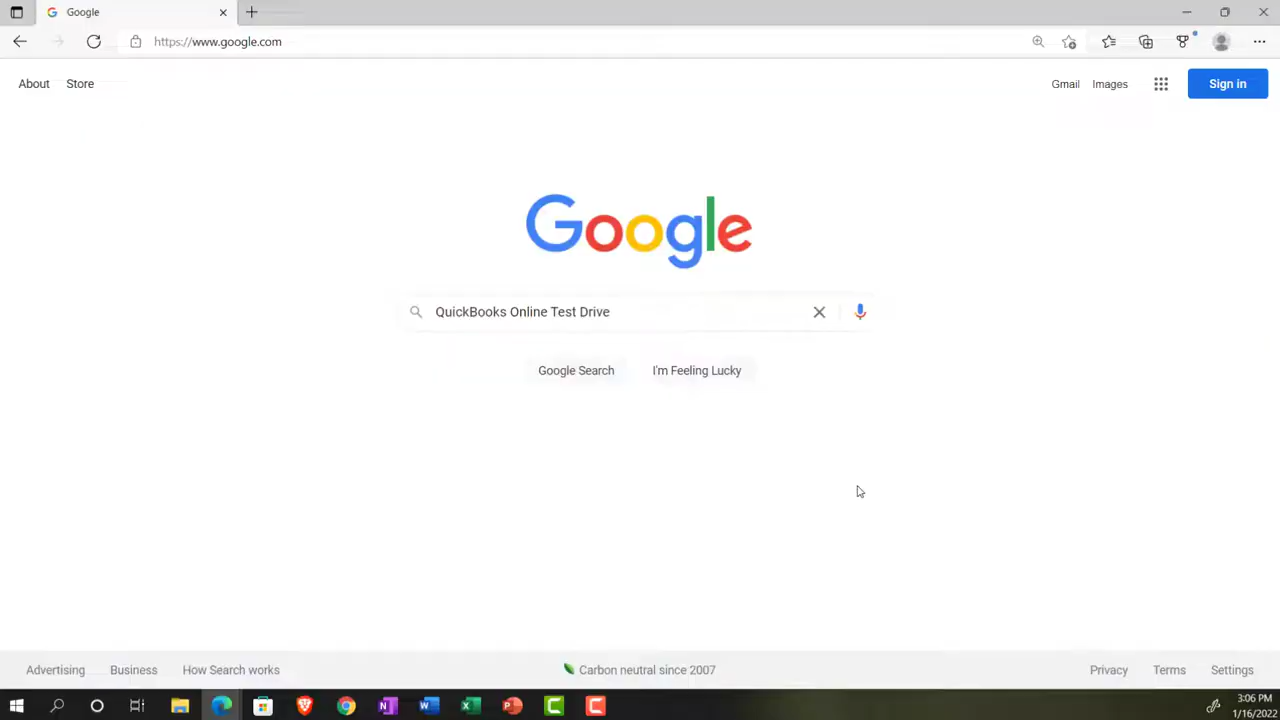 Google
https://www.google.com
About Store
Gmail Images
Sign in
Google
QuickBooks Online Test Drive
Google Search I'm Feeling Lucky
Advertising Business How Search works
Carbon neutral since 2007
Privacy Terms Settings
3:06 PM
1/16/2022